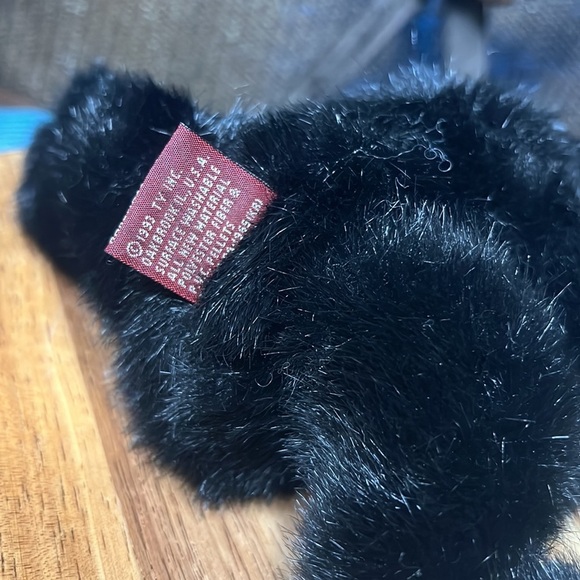 © 1993 TY INC.
OAKBROOK IL. U.S.A.
SURFACE WASHABLE
ALL NEW MATERIAL
POLYESTER FIBER &
P.V.C. PELLETS